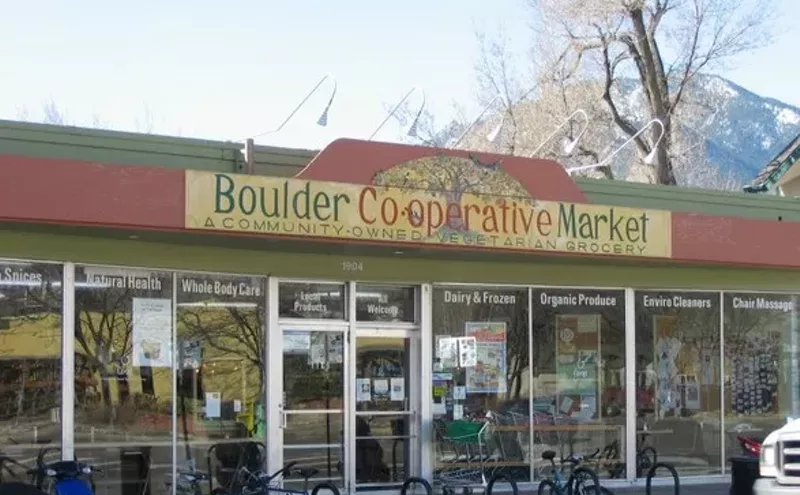 Boulder Co-operative Market
A COMMUNITY-OWNED VEGETARIAN GROCERY
1904
Spices
Natural Health
Whole Body Care
Local Products
All Welcome
Dairy & Frozen
Organic Produce
Enviro Cleaners
Chair Massage